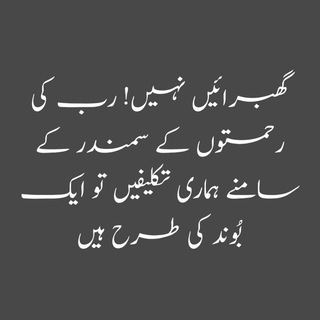 گھبرائیں نہیں! رب کی
رحمتوں کے سمندر کے
سامنے ہماری تکلیفیں تو ایک
بُوند کی طرح ہیں